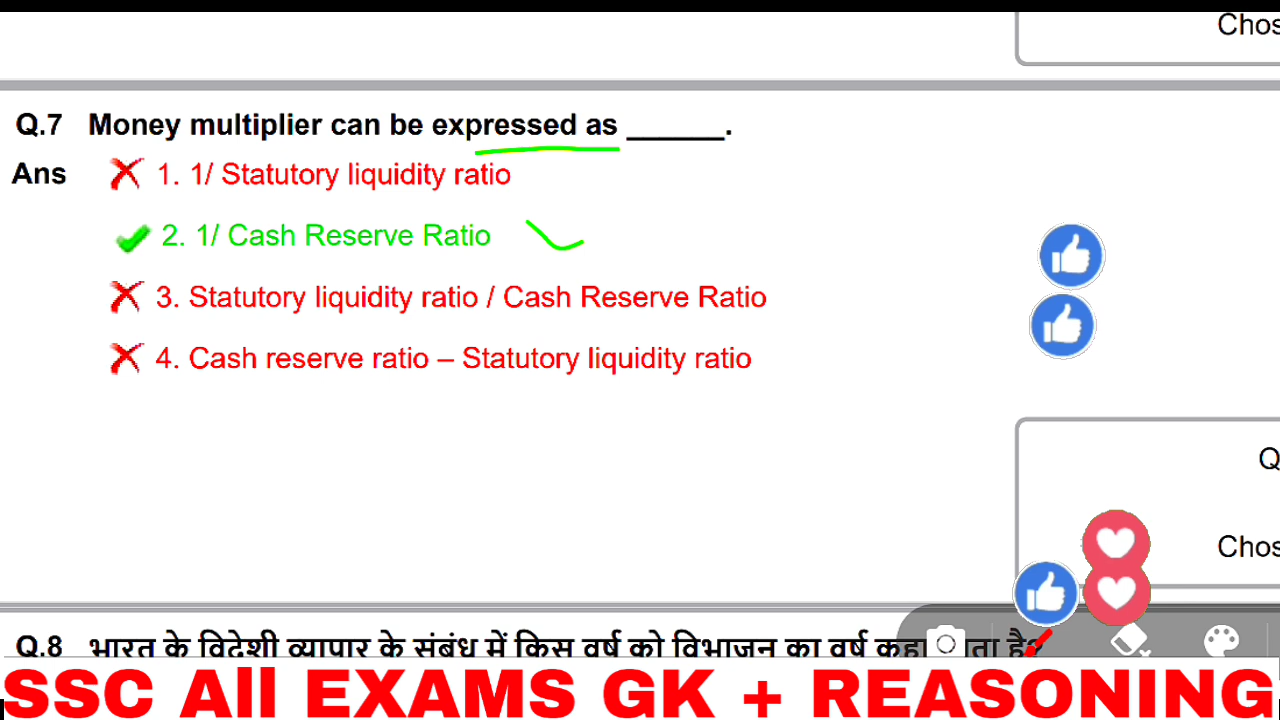 Chos
Q.7 Money multiplier can be expressed as ______.
Ans 1. 1/ Statutory liquidity ratio
2. 1/ Cash Reserve Ratio
3. Statutory liquidity ratio / Cash Reserve Ratio
4. Cash reserve ratio – Statutory liquidity ratio
Q
Chos
Q.8 भारत के विदेशी व्यापार के संबंध में किस वर्ष को विभाजन का वर्ष कहा जाता है?
SSC All EXAMS GK + REASONING